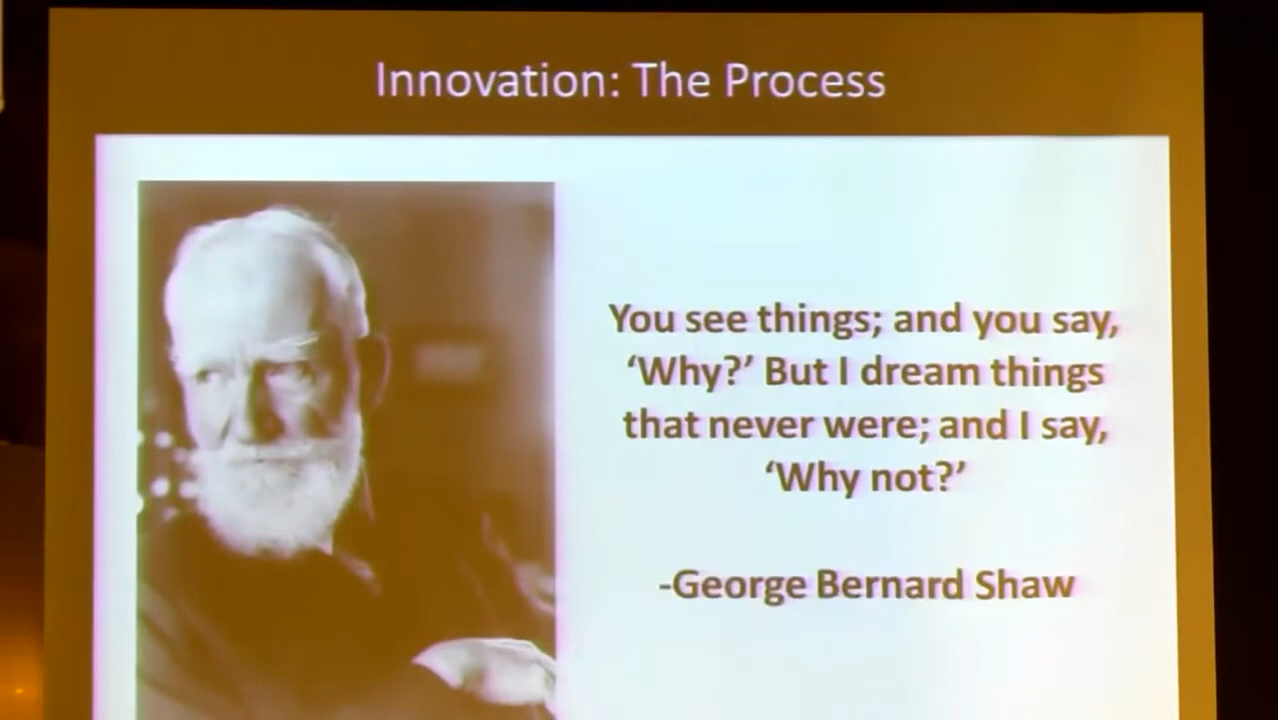 Innovation: The Process
You see things; and you say,
‘Why?’ But I dream things
that never were; and I say,
‘Why not?’
-George Bernard Shaw